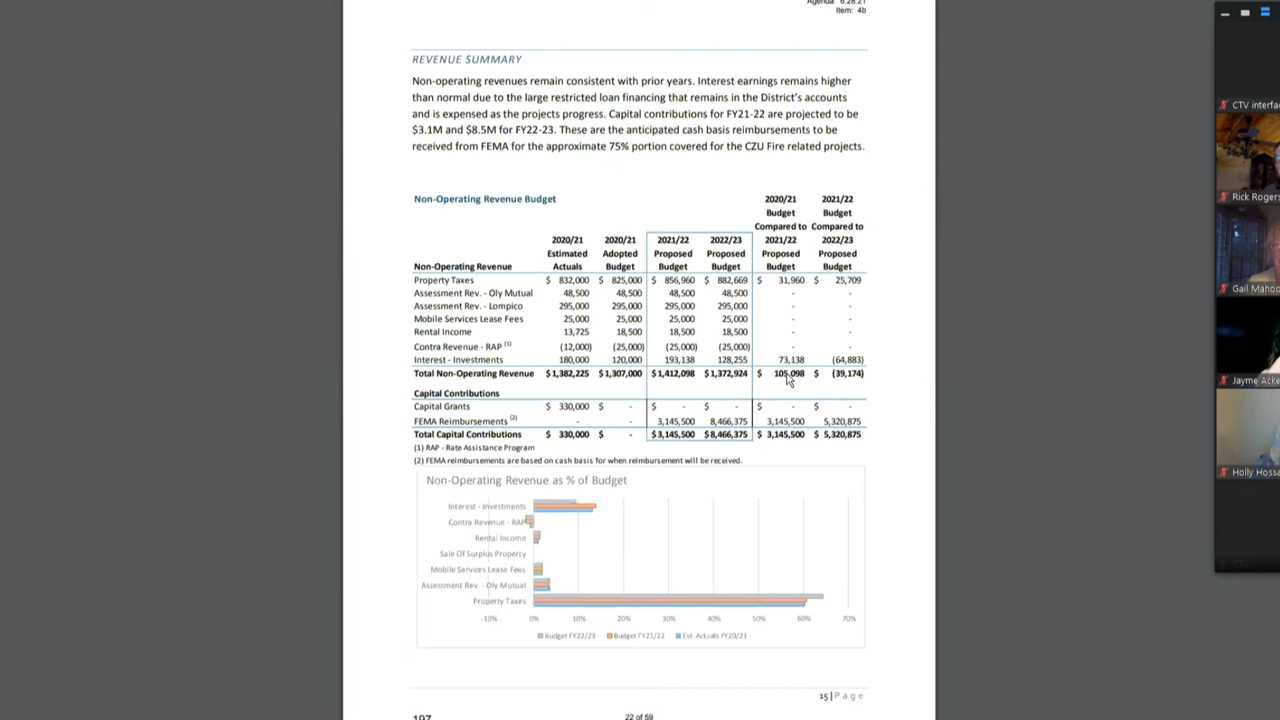 Agenda: 6.28.21
Item: 4b
REVENUE SUMMARY
Non-operating revenues remain consistent with prior years. Interest earnings remains higher
than normal due to the large restricted loan financing that remains in the District's accounts
and is expensed as the projects progress. Capital contributions for FY21-22 are projected to be
$3.1M and $8.5M for FY22-23. These are the anticipated cash basis reimbursements to be
received from FEMA for the approximate 75% portion covered for the CZU Fire related projects.
Non-Operating Revenue Budget 2020/21 2021/22
Budget Budget
Compared to Compared to
2020/21 2020/21 2021/22 2022/23 2021/22 2022/23
Estimated Adopted Proposed Proposed Proposed Proposed
Non-Operating Revenue Actuals Budget Budget Budget Budget Budget
Property Taxes $ 832,000 $ 825,000 $ 856,960 $ 882,669 $ 31,960 $ 25,709
Assessment Rev. - Oly Mutual 48,500 48,500 48,500 48,500 - -
Assessment Rev. - Lompico 295,000 295,000 295,000 295,000 - -
Mobile Services Lease Fees 25,000 25,000 25,000 25,000 - -
Rental Income 13,725 18,500 18,500 18,500 - -
Contra Revenue - RAP (1) (12,000) (25,000) (25,000) (25,000) - -
Interest - Investments 180,000 120,000 193,138 128,255 73,138 (64,883)
Total Non-Operating Revenue $1,382,225 $1,307,000 $1,412,098 $1,372,924 $ 105,098 $ (39,174)
Capital Contributions
Capital Grants $ 330,000 $ - $ - $ - $ - $ -
FEMA Reimbursements (2) - - 3,145,500 8,466,375 3,145,500 5,320,875
Total Capital Contributions $ 330,000 $ - $3,145,500 $8,466,375 $ 3,145,500 $ 5,320,875
(1) RAP - Rate Assistance Program
(2) FEMA reimbursements are based on cash basis for when reimbursement will be received.
Non-Operating Revenue as % of Budget
Interest - Investments
Contra Revenue - RAP
Rental Income
Sale Of Surplus Property
Mobile Services Lease Fees
Assessment Rev. - Oly Mutual
Property Taxes
-10% 0% 10% 20% 30% 40% 50% 60% 70%
Budget FY22/23 Budget FY21/22 Est. Actuals FY20/21
15 | Page
107 22 of 59
CTV interfa
Rick Rogers
Gail Mahoo
Jayme Acke
Holly Hossa
CTV